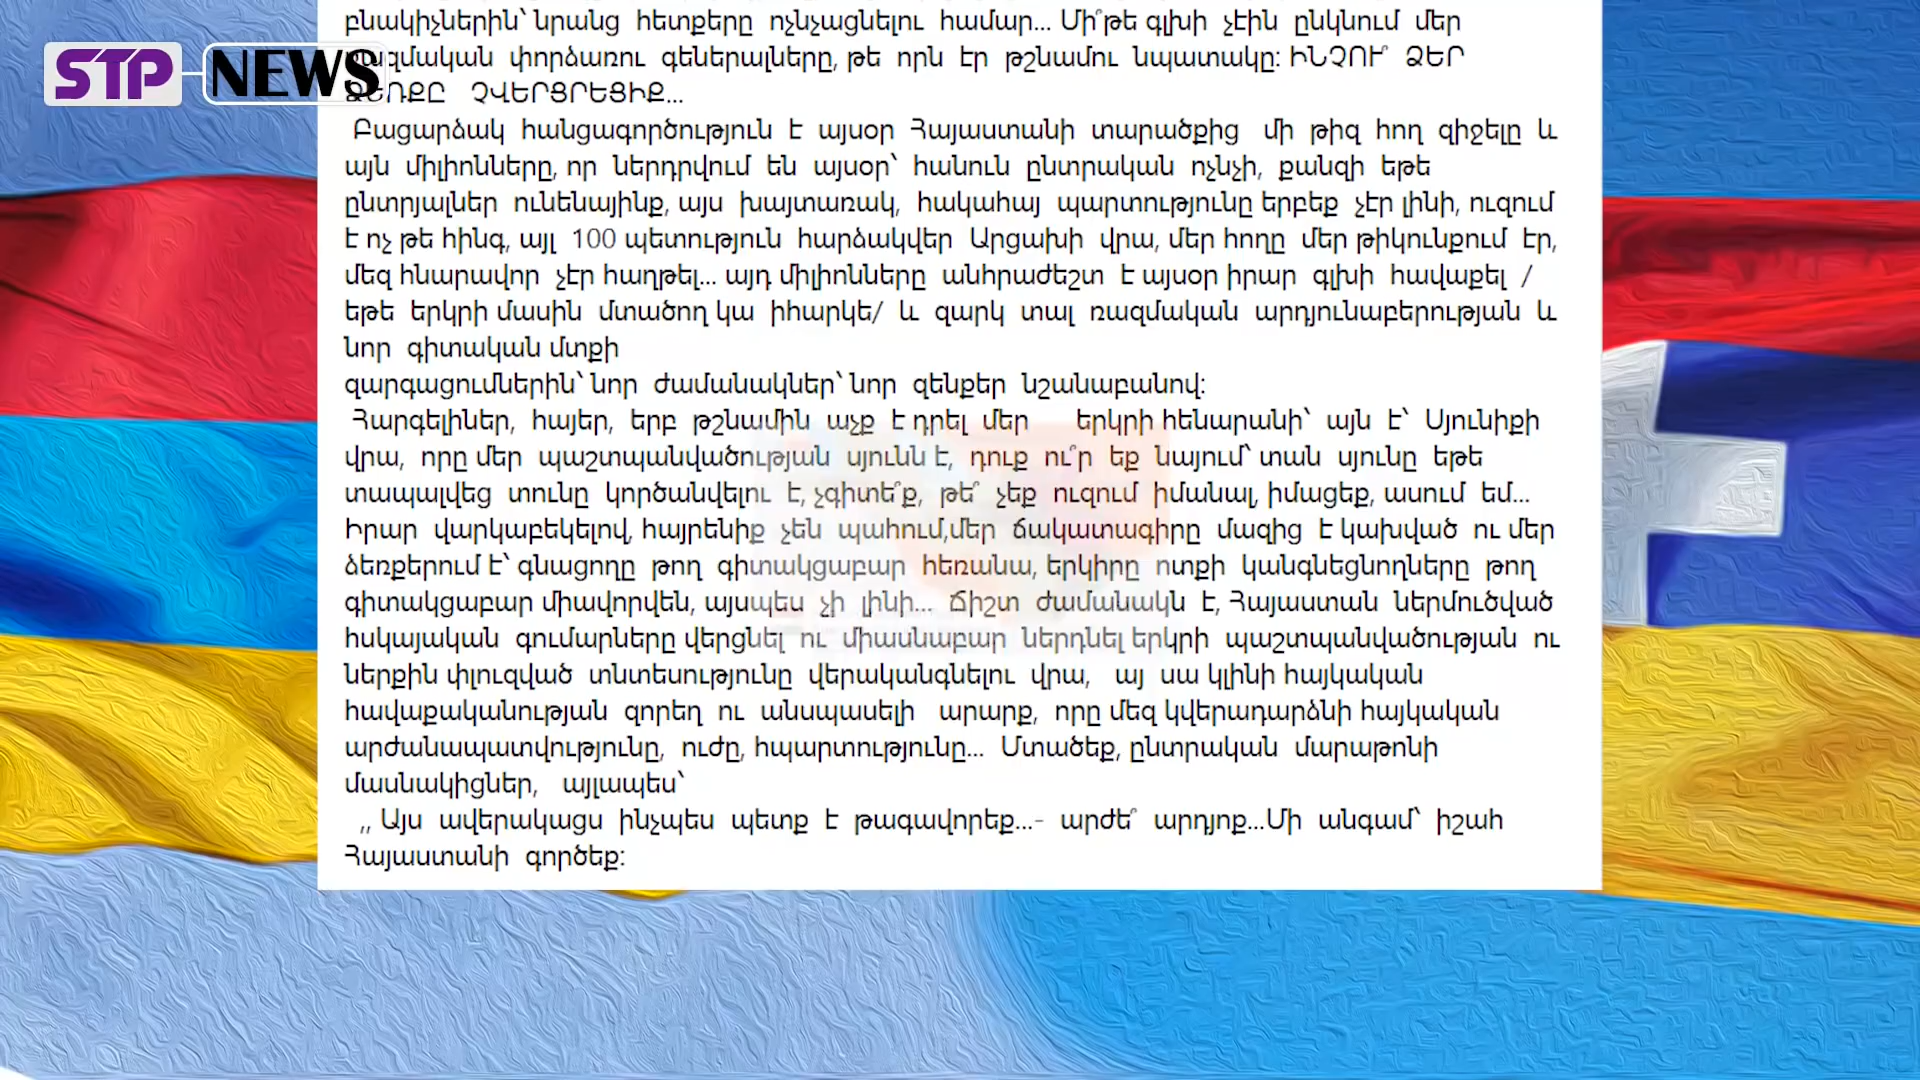 STP NEWS
բնակիչներին՝ նրանց հետքերը ոչնչացնելու համար... Մի՞թե գլխի չէին ընկնում մեր
ռազմական փորձառու գեներալները, թե որն էր թշնամու նպատակը: ԻՆՉՈՒ՞ ՁԵՐ
ՁԵՌՔԸ ՉՎԵՐՑՐԵՑԻՔ...
Բացարձակ հանցագործություն է այսօր Հայաստանի տարածքից մի թիզ հող զիջելը և
այն միլիոնները, որ ներդրվում են այսօր՝ հանուն ընտրական ոչնչի, քանզի եթե
ընտրյալներ ունենայինք, այս խայտառակ, հակահայ պարտությունը երբեք չէր լինի, ուզում
է ոչ թե հինգ, այլ 100 պետություն հարձակվեր Արցախի վրա, մեր հողը մեր թիկունքում էր,
մեզ հնարավոր չէր հաղթել... այդ միլիոնները անհրաժեշտ է այսօր իրար գլխի հավաքել /
եթե երկրի մասին մտածող կա իհարկե/ և զարկ տալ ռազմական արդյունաբերության և
նոր գիտական մտքի
զարգացումներին՝ նոր ժամանակներ՝ նոր զենքեր նշանաբանով:
Հարգելիներ, հայեր, երբ թշնամին աչք է դրել մեր երկրի հենարանի՝ այն է՝ Սյունիքի
վրա, որը մեր պաշտպանվածության սյունն է, դուք ու՞ր եք նայում՝ տան սյունը եթե
տապալվեց տունը կործանվելու է, չգիտե՞ք, թե՞ չեք ուզում իմանալ, իմացեք, ասում եմ...
Իրար վարկաբեկելով, հայրենիք չեն պահում,մեր ճակատագիրը մազից է կախված ու մեր
ձեռքերում է՝ գնացողը թող գիտակցաբար հեռանա, երկիրը ոտքի կանգնեցնողները թող
գիտակցաբար միավորվեն, այսպես չի լինի... Ճիշտ ժամանակն է, Հայաստան ներմուծված
հսկայական գումարները վերցնել ու միասնաբար ներդնել երկրի պաշտպանվածության ու
ներքին փլուզված տնտեսությունը վերականգնելու վրա, այ սա կլինի հայկական
հավաքականության զորեղ ու անսպասելի արարք, որը մեզ կվերադարձնի հայկական
արժանապատվությունը, ուժը, հպարտությունը... Մտածեք, ընտրական մարաթոնի
մասնակիցներ, այլապես՝
,, Այս ավերակացս ինչպես պետք է թագավորեք...- արժե՞ արդյոք...Մի անգամ՝ իշահ
Հայաստանի գործեք: